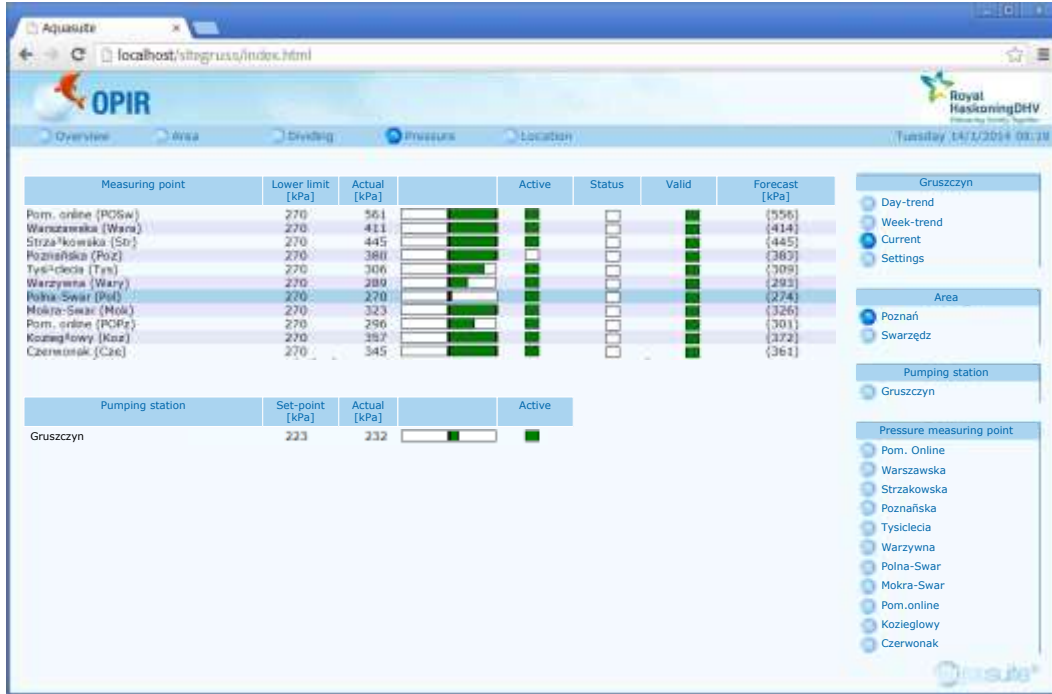 Aquasuite
localhost/sitegrusc/index.html
OPIR
Royal
HaskoningDHV
Enhancing Society Together
Overview Area Dividing Pressure Location Tuesday 14/1/2014
Measuring point Lower limit [kPa] Actual [kPa] Active Status Valid Forecast [kPa]
Pom. online (POSw) 270 561 (556)
Warszawska (Wars) 270 411 (414)
Strza³kowska (Str) 270 445 (445)
Poznañska (Poz) 270 380 (383)
Tysi¹clecia (Tys) 270 306 (309)
Warzywna (Wary) 270 289 (293)
Polna-Swar (Pol) 270 270 (274)
Mokra-Swar (Mok) 270 323 (326)
Pom. online (POPz) 270 296 (301)
Kozieg³owy (Koz) 270 357 (372)
Czerwonak (Cze) 270 345 (361)
Pumping station Set-point [kPa] Actual [kPa] Active
Gruszczyn 223 232
Gruszczyn
Day-trend
Week-trend
Current
Settings
Area
Poznań
Swarzędz
Pumping station
Gruszczyn
Pressure measuring point
Pom. Online
Warszawska
Strzakowska
Poznañska
Tysiclecia
Warzywna
Polna-Swar
Mokra-Swar
Pom.online
Kozieglowy
Czerwonak